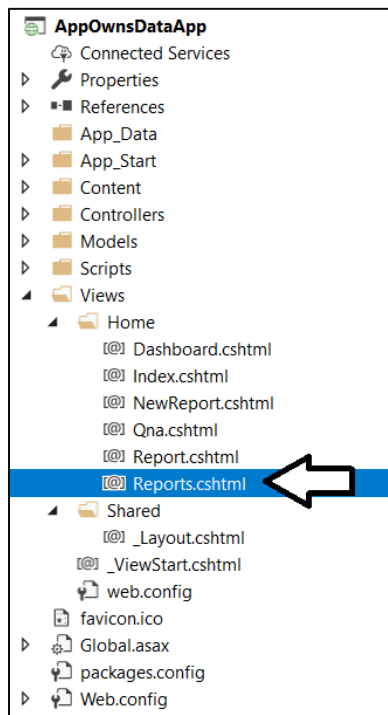 AppOwnsDataApp
Connected Services
Properties
References
App_Data
App_Start
Content
Controllers
Models
Scripts
Views
Home
[@] Dashboard.cshtml
[@] Index.cshtml
[@] NewReport.cshtml
[@] Qna.cshtml
[@] Report.cshtml
[@] Reports.cshtml
Shared
[@] _Layout.cshtml
[@] _ViewStart.cshtml
web.config
favicon.ico
Global.asax
packages.config
Web.config